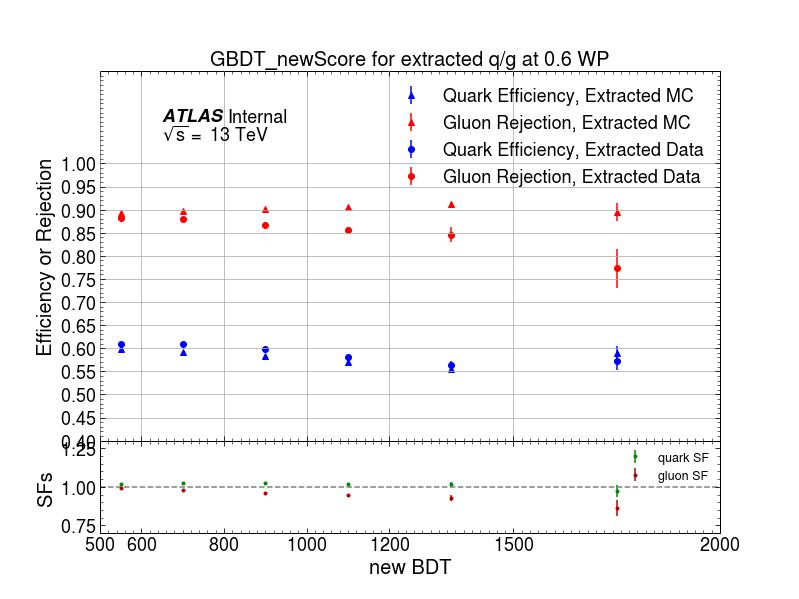 GBDT_newScore for extracted q/g at 0.6 WP
ATLAS Internal
√s = 13 TeV
Quark Efficiency, Extracted MC
Gluon Rejection, Extracted MC
Quark Efficiency, Extracted Data
Gluon Rejection, Extracted Data
Efficiency or Rejection
1.00
0.95
0.90
0.85
0.80
0.75
0.70
0.65
0.60
0.55
0.50
0.45
0.40
SFs
1.25
1.00
0.75
quark SF
gluon SF
500 600 800 1000 1200 1500 2000
new BDT